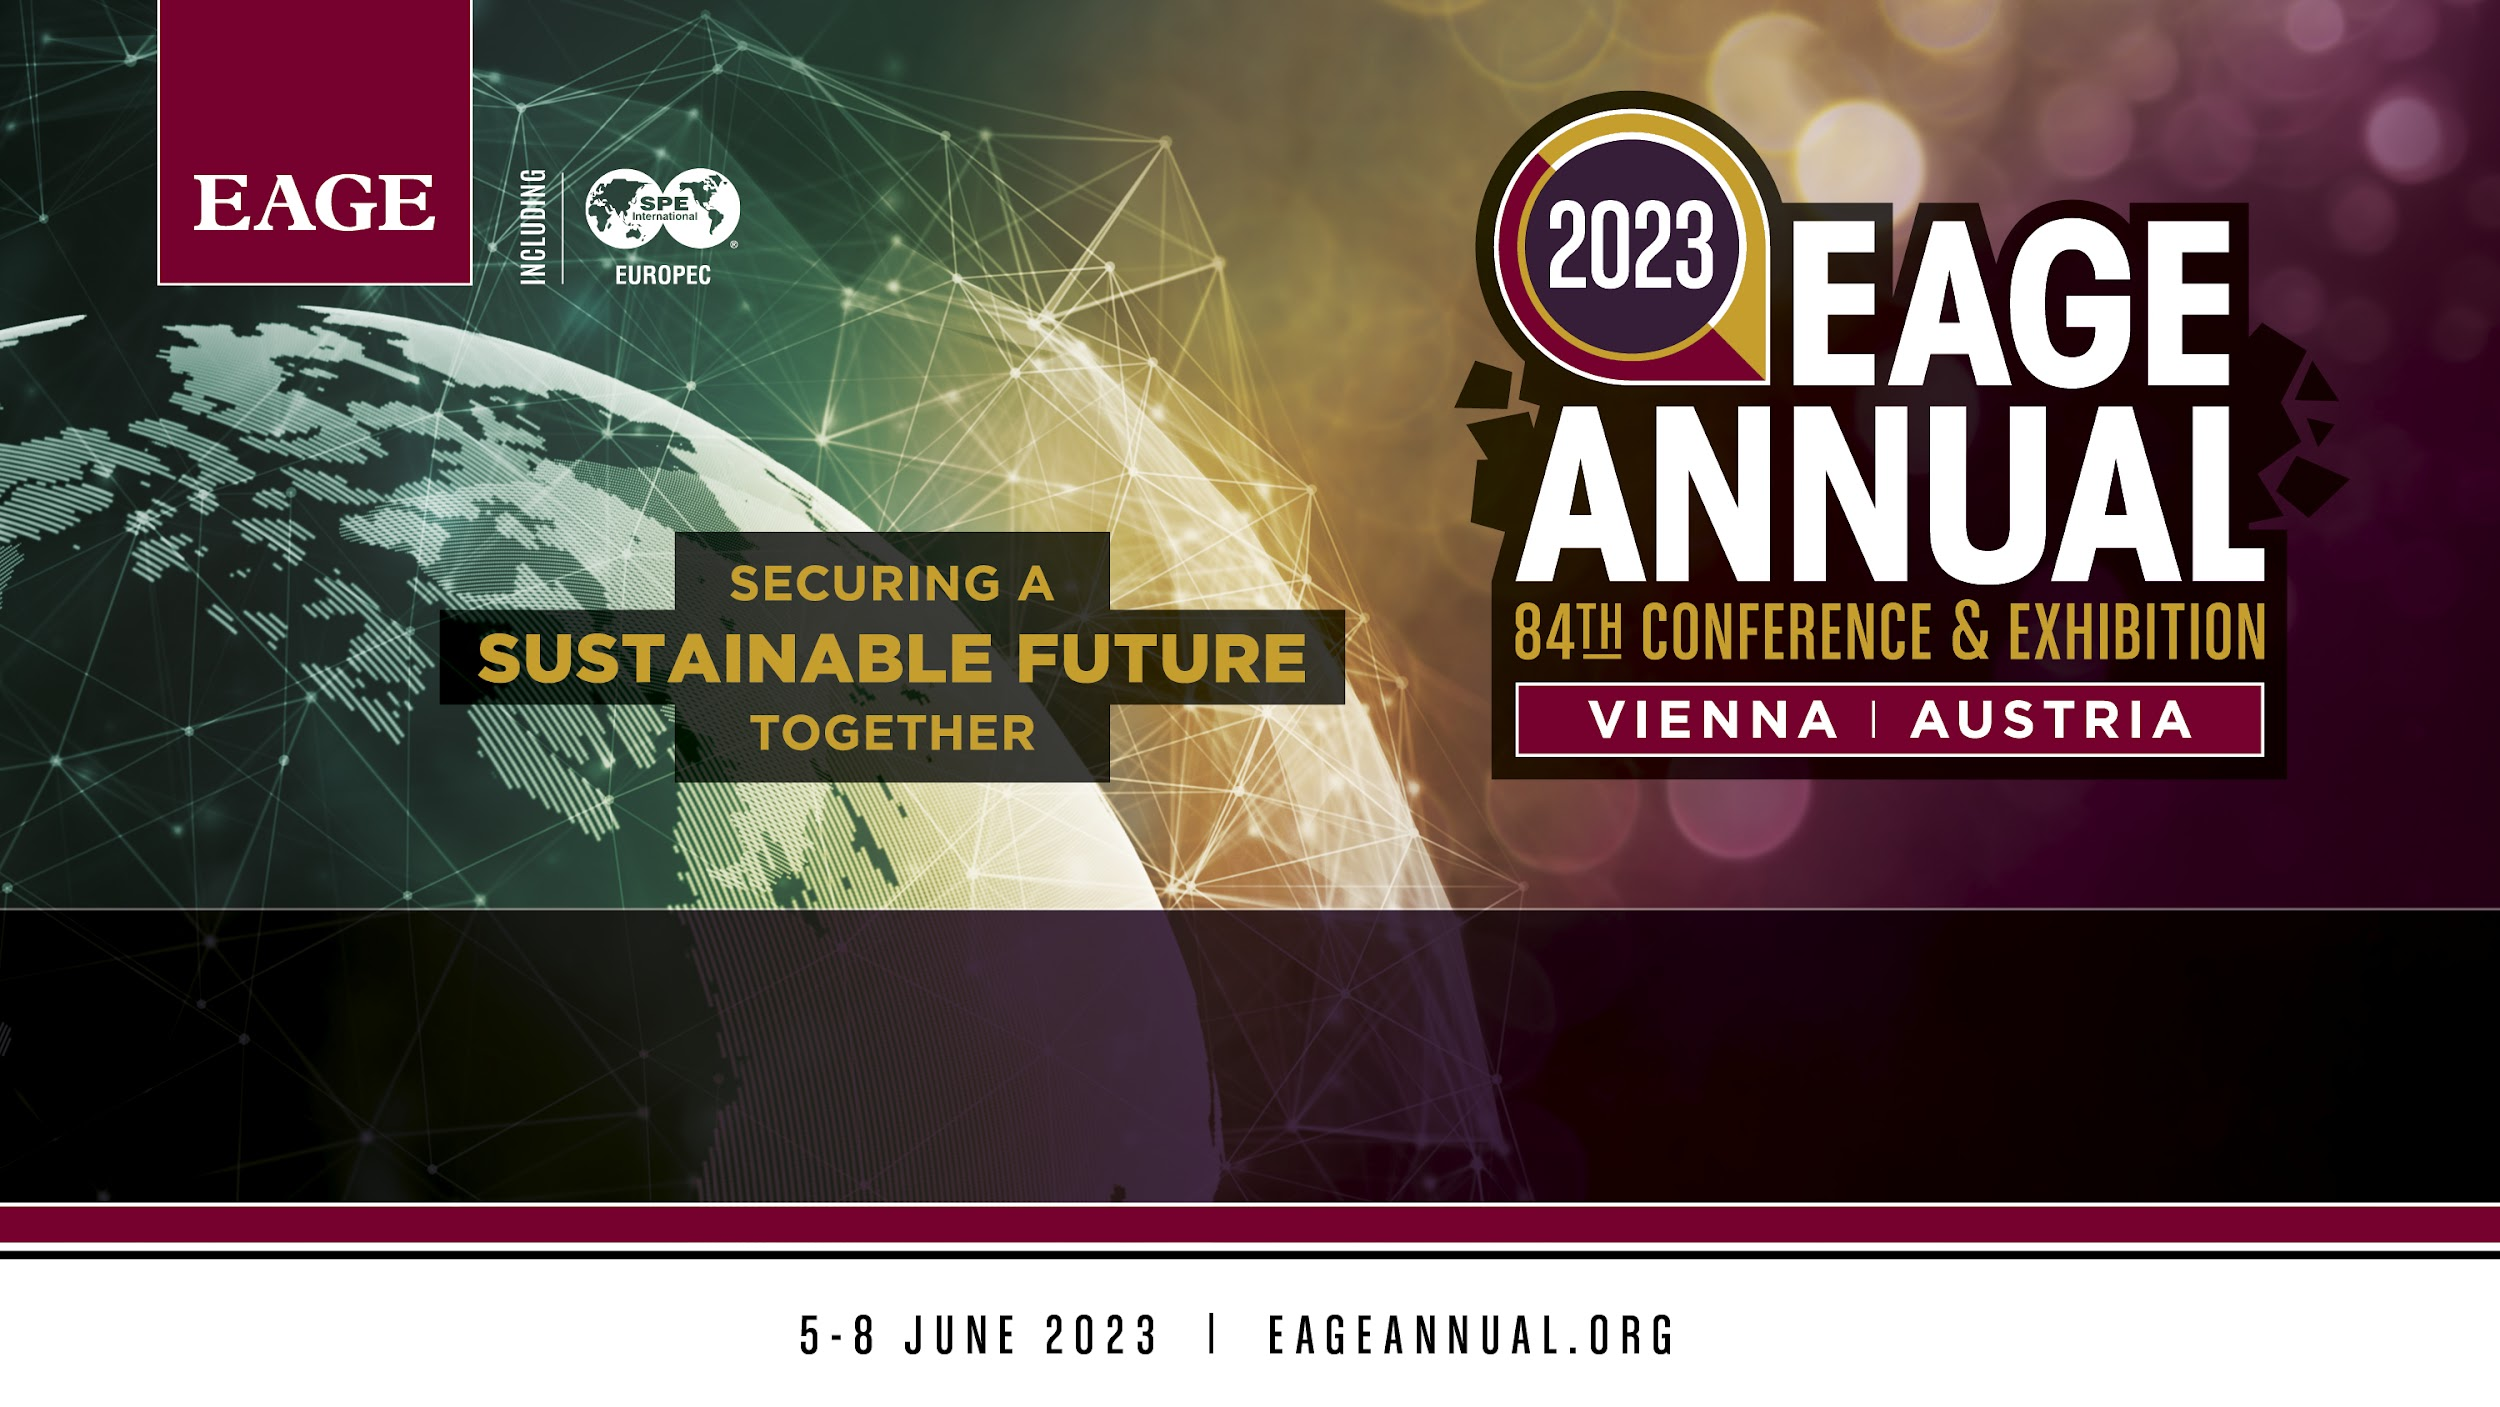 EAGE
INCLUDING
SPE
International
®
EUROPEC
SECURING A
SUSTAINABLE FUTURE
TOGETHER
2023
EAGE
ANNUAL
84TH CONFERENCE & EXHIBITION
VIENNA | AUSTRIA
5-8 JUNE 2023 | EAGEANNUAL.ORG